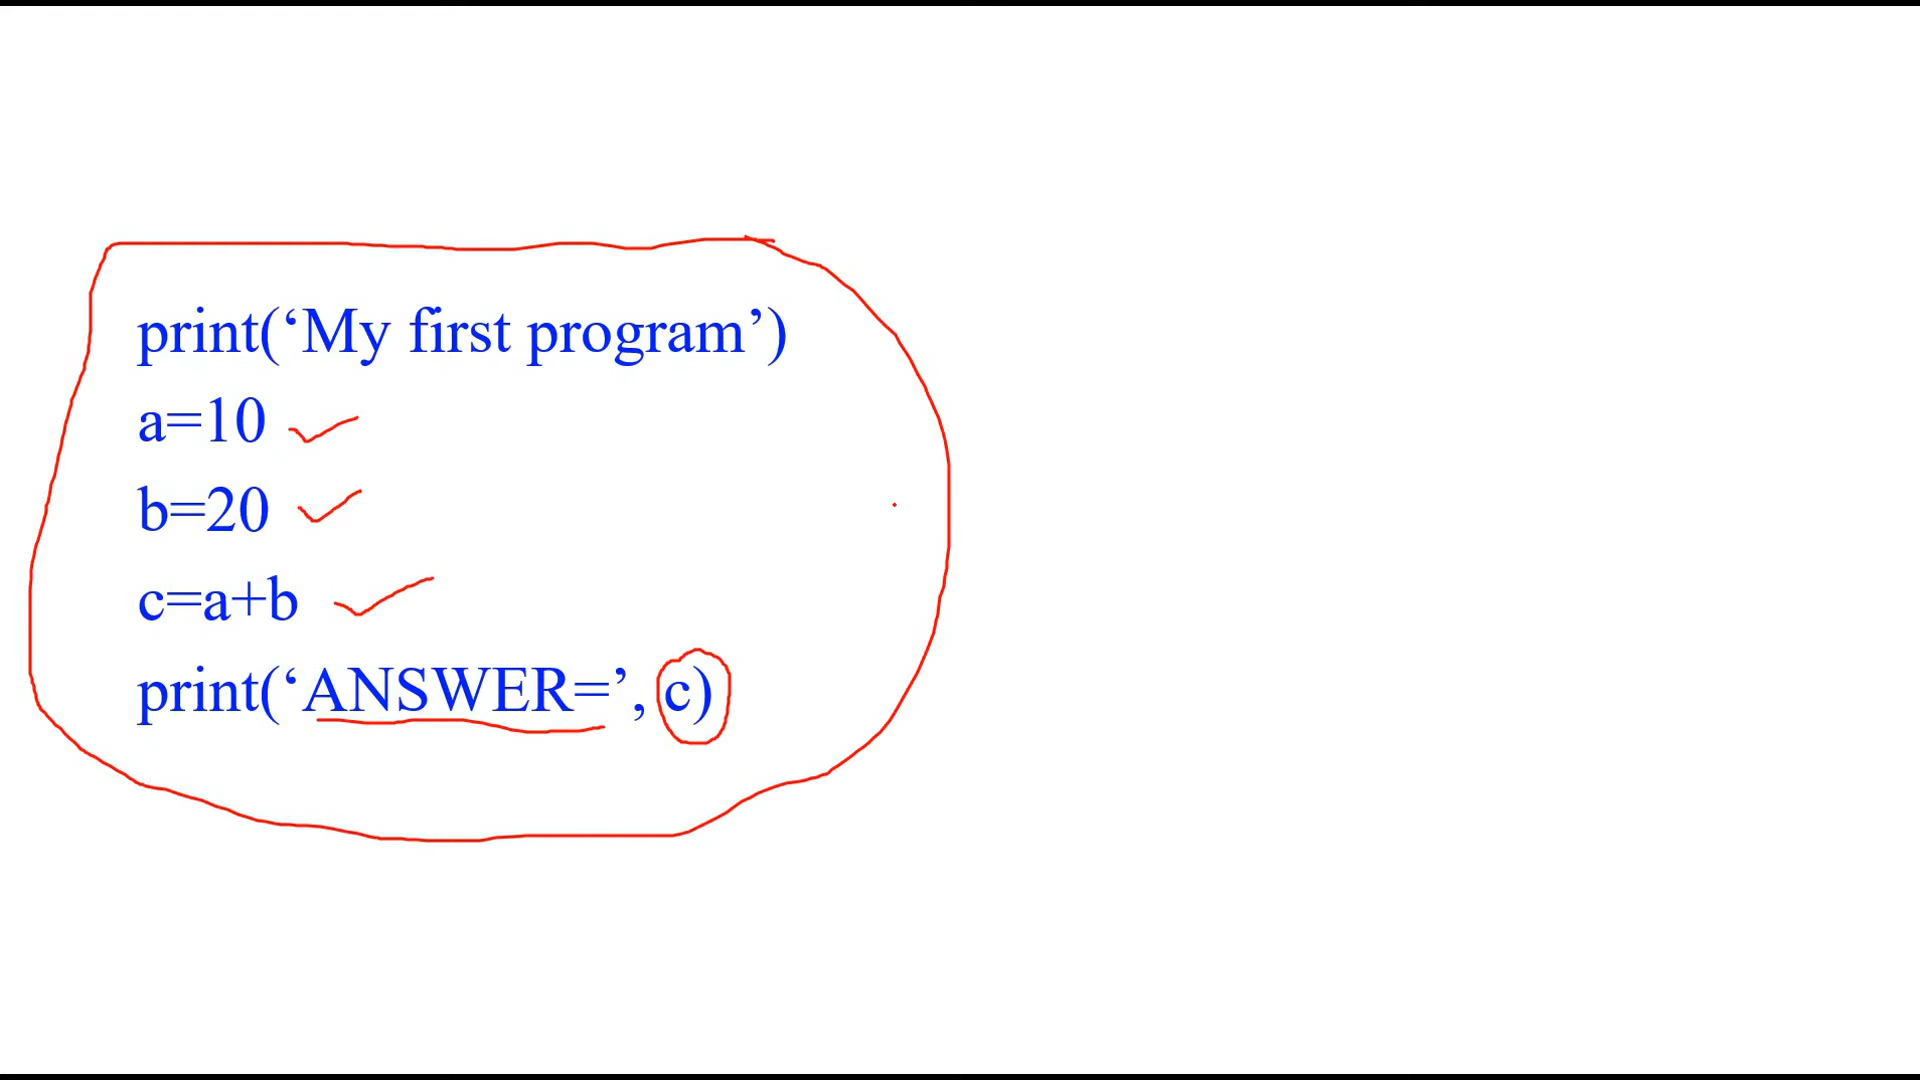 print(‘My first program’)
a=10
b=20
c=a+b
print(‘ANSWER=’, c)